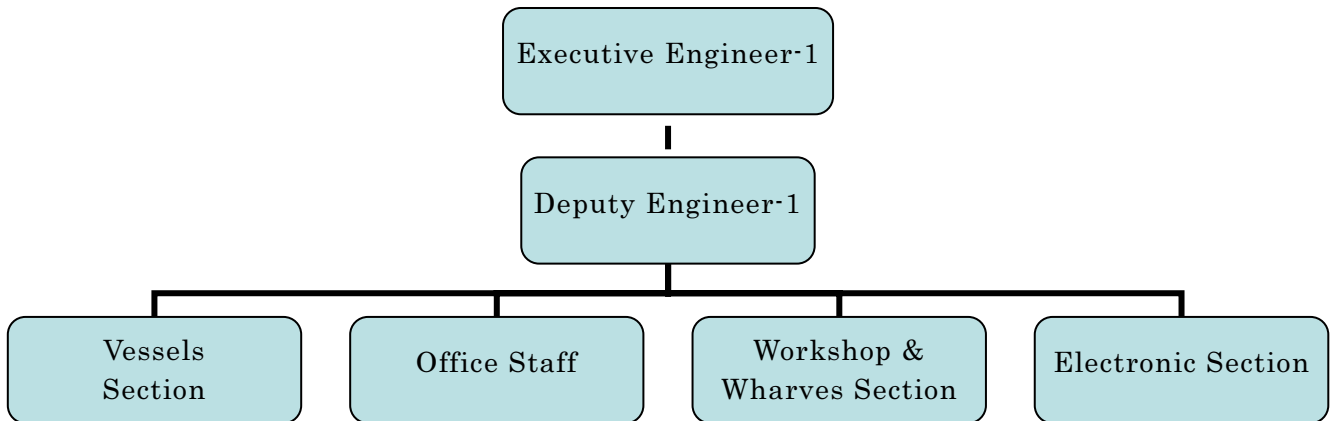 Executive Engineer-1
Deputy Engineer-1
Vessels
Section
Office Staff
Workshop &
Wharves Section
Electronic Section